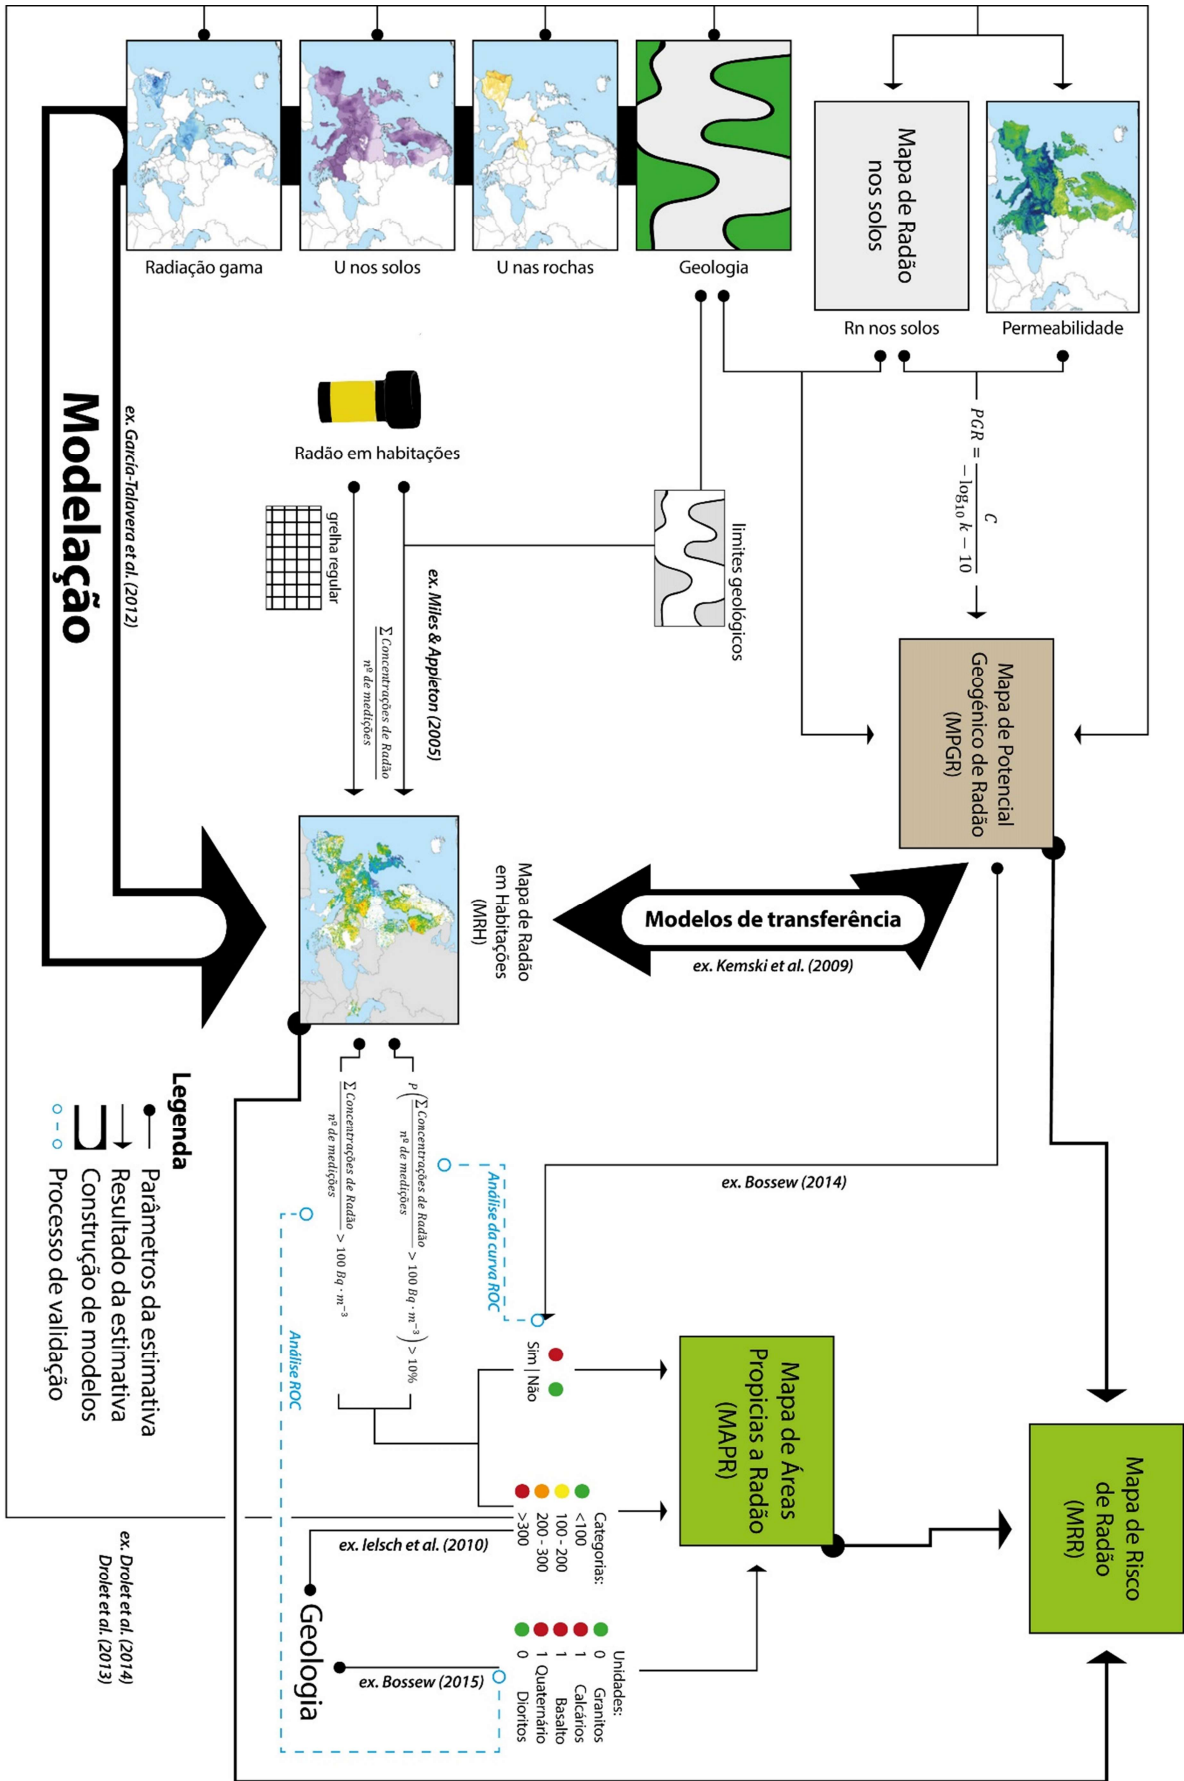 Radiação gama
U nos solos
U nas rochas
Geologia
Mapa de Radão
nos solos
Rn nos solos
Permeabilidade
PGR = C / −log10 k − 10
Radão em habitações
grelha regular
limites geológicos
ex. Miles & Appleton (2005)
∑ Concentrações de Radão
nº de medições
ex. García-Talavera et al. (2012)
Modelação
Mapa de Potencial
Geogénico de Radão
(MPGR)
Modelos de transferência
ex. Kemski et al. (2009)
Mapa de Radão
em Habitações
(MRH)
P(∑ Concentrações de Radão / nº de medições > 100 Bq · m⁻³) > 10%
∑ Concentrações de Radão / nº de medições > 100 Bq · m⁻³
Análise da curva ROC
Análise ROC
ex. Bossew (2014)
Sim | Não
Mapa de Áreas
Propicias a Radão
(MAPR)
Mapa de Risco
de Radão
(MRR)
Categorias:
<100
100 - 200
200 - 300
>300
ex. Ielsch et al. (2010)
Unidades:
0 Granitos
1 Calcários
1 Basalto
1 Quaternário
0 Dioritos
ex. Bossew (2015)
Geologia
ex. Drolet et al. (2014)
Drolet et al. (2013)
Legenda
Parâmetros da estimativa
Resultado da estimativa
Construção de modelos
Processo de validação